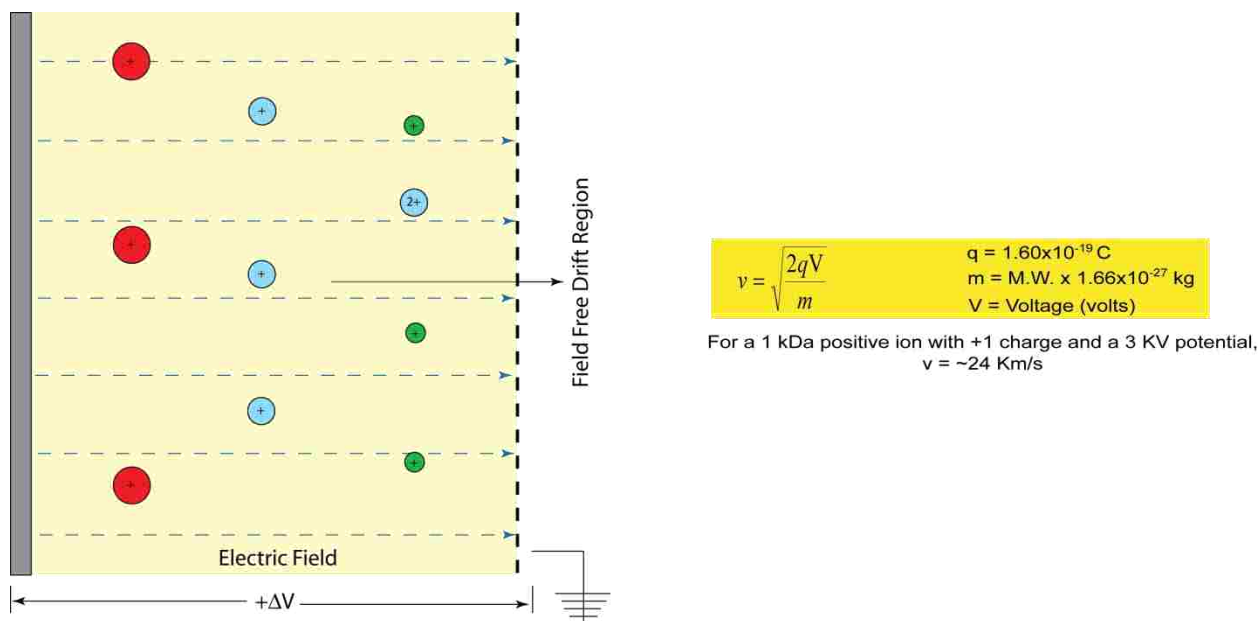 +
+
+
2+
+
+
+
+
+
+
Electric Field
+ΔV
Field Free Drift Region
v = √(2qV/m)
q = 1.60x10⁻¹⁹ C
m = M.W. x 1.66x10⁻²⁷ kg
V = Voltage (volts)
For a 1 kDa positive ion with +1 charge and a 3 KV potential,
v = ~24 Km/s